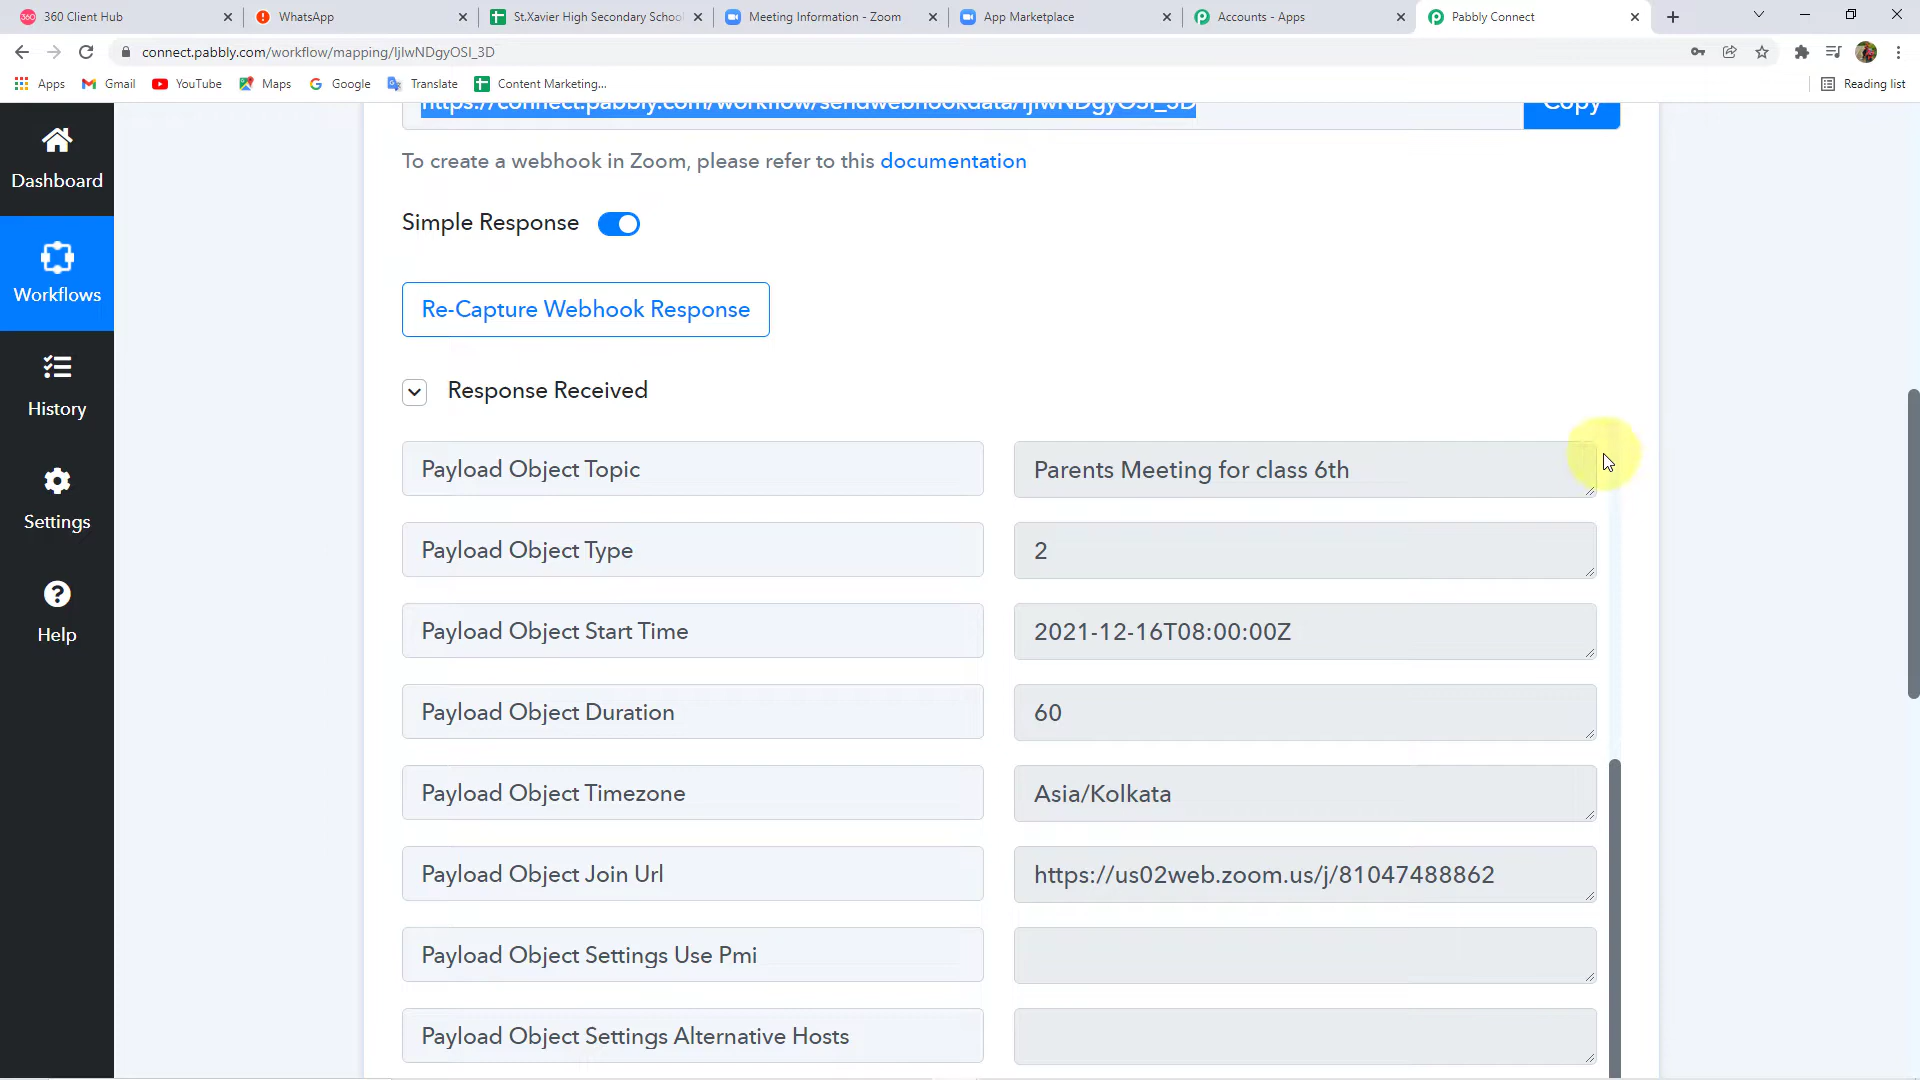 360 Client Hub
WhatsApp
St.Xavier High Secondary School
Meeting Information - Zoom
App Marketplace
Accounts - Apps
Pabbly Connect
connect.pabbly.com/workflow/mapping/IjIwNDgyOSI_3D
Apps
Gmail
YouTube
Maps
Google
Translate
Content Marketing...
Reading list
https://connect.pabbly.com/workflow/sendwebhookdata/IjIwNDgyOSI_3D
Copy
To create a webhook in Zoom, please refer to this documentation
Dashboard
Simple Response
Workflows
Re-Capture Webhook Response
History
Response Received
Payload Object Topic
Parents Meeting for class 6th
Settings
Payload Object Type
2
Help
Payload Object Start Time
2021-12-16T08:00:00Z
Payload Object Duration
60
Payload Object Timezone
Asia/Kolkata
Payload Object Join Url
https://us02web.zoom.us/j/81047488862
Payload Object Settings Use Pmi
Payload Object Settings Alternative Hosts